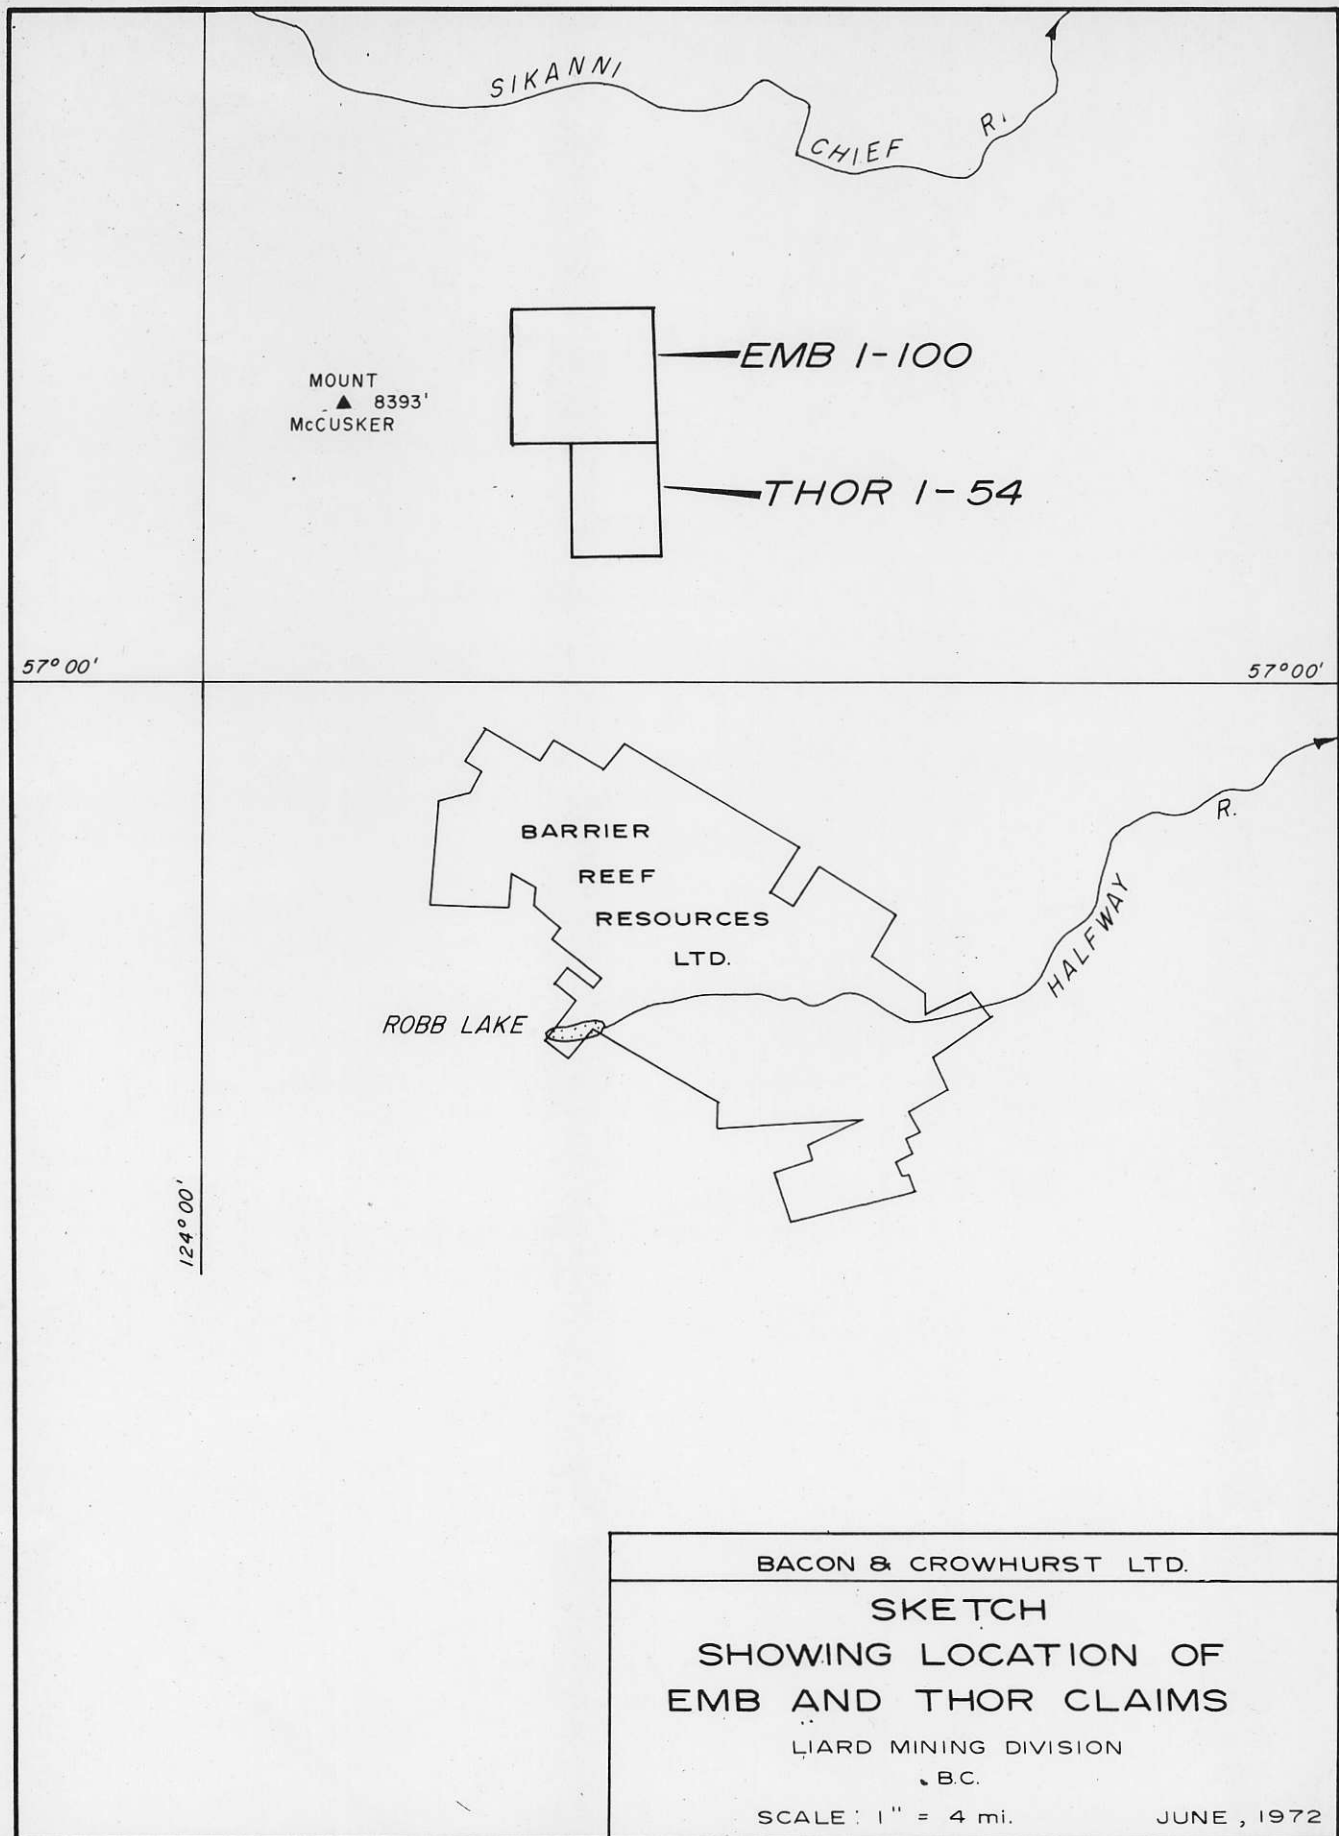 SIKANNI
CHIEF
R.
EMB 1-100
MOUNT
8393'
McCUSKER
THOR 1-54
57° 00'
57° 00'
BARRIER
REEF
RESOURCES
LTD.
R.
HALFWAY
ROBB LAKE
124° 00'
BACON & CROWHURST LTD.
SKETCH
SHOWING LOCATION OF
EMB AND THOR CLAIMS
LIARD MINING DIVISION
B.C.
SCALE: 1" = 4 mi.
JUNE, 1972